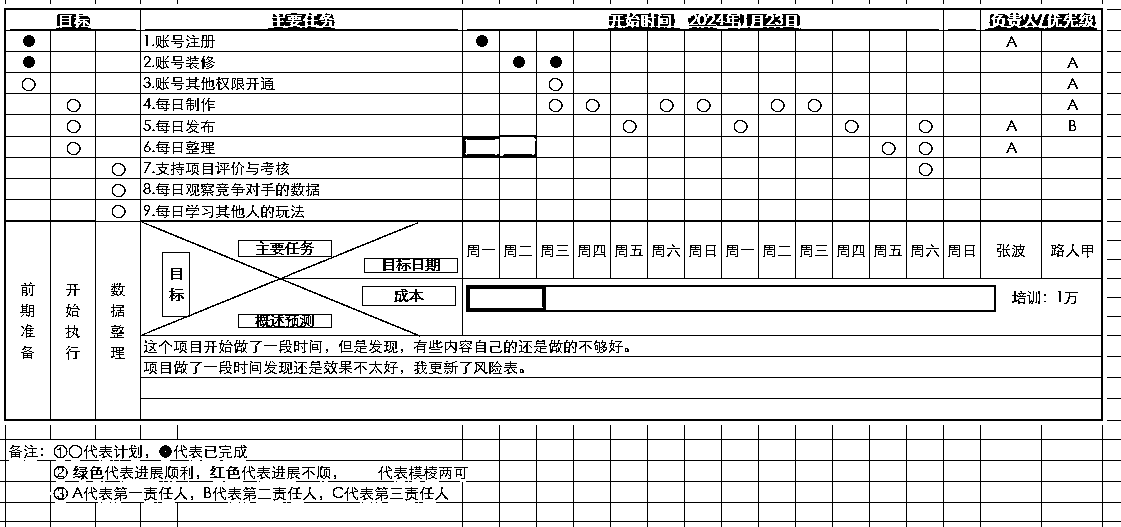 目标 主要任务 开始时间 2024年1月23日 负责人/优先级
● 1.账号注册 ● A
● 2.账号装修 ● ● A
○ 3.账号其他权限开通 ○ A
○ 4.每日制作 ○ ○ ○ ○ ○ ○ A
○ 5.每日发布 ○ ○ ○ ○ A B
○ 6.每日整理 ○ ○ A
○ 7.支持项目评价与考核 ○
○ 8.每日观察竞争对手的数据
○ 9.每日学习其他人的玩法
前期准备
开始执行
数据整理
主要任务
目标
目标日期
成本
概述预测
周一 周二 周三 周四 周五 周六 周日 周一 周二 周三 周四 周五 周六 周日 张波 路人甲
培训：1万
这个项目开始做了一段时间，但是发现，有些内容自己的还是做的不够好。
项目做了一段时间发现还是效果不太好，我更新了风险表。
备注：①○代表计划，●代表已完成
② 绿色代表进展顺利，红色代表进展不顺， 代表模棱两可
③ A代表第一责任人，B代表第二责任人，C代表第三责任人